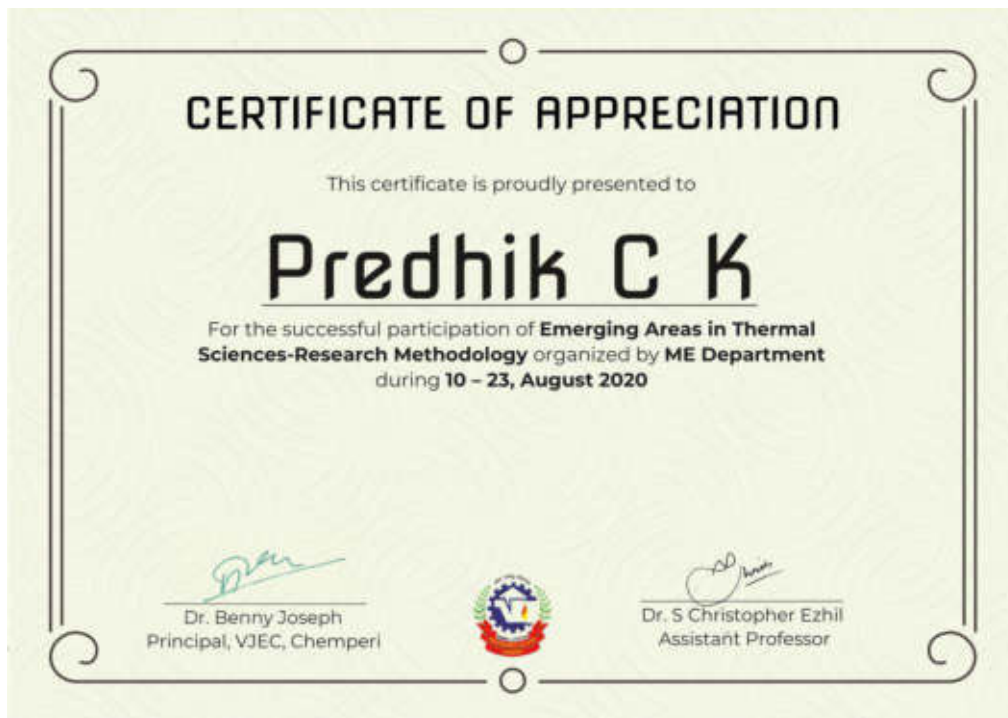 CERTIFICATE OF APPRECIATION
This certificate is proudly presented to
Predhik C K
For the successful participation of Emerging Areas in Thermal
Sciences-Research Methodology organized by ME Department
during 10 – 23, August 2020
Dr. Benny Joseph
Principal, VJEC, Chemperi
Dr. S Christopher Ezhil
Assistant Professor